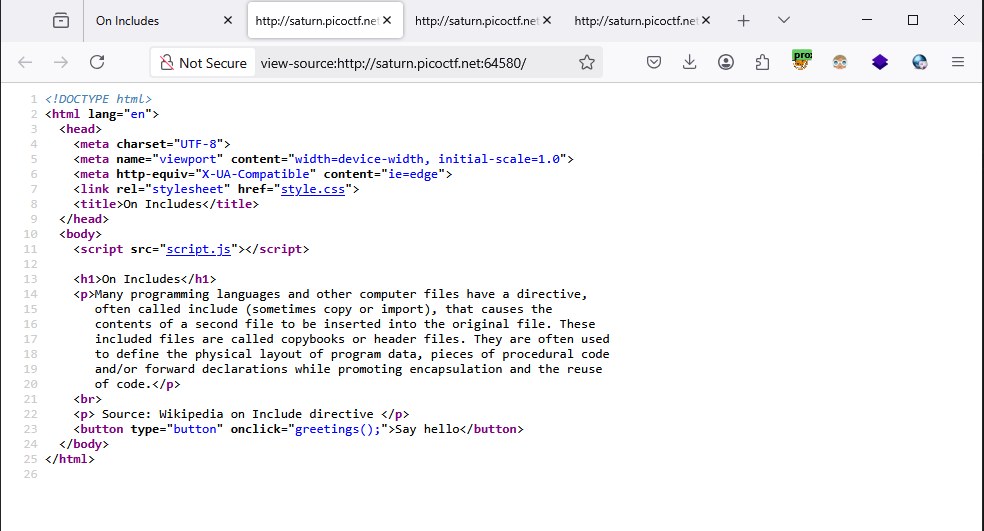 On Includes
http://saturn.picoctf.net
http://saturn.picoctf.net
http://saturn.picoctf.net
Not Secure view-source:http://saturn.picoctf.net:64580/
1 <!DOCTYPE html>
2 <html lang="en">
3 <head>
4 <meta charset="UTF-8">
5 <meta name="viewport" content="width=device-width, initial-scale=1.0">
6 <meta http-equiv="X-UA-Compatible" content="ie=edge">
7 <link rel="stylesheet" href="style.css">
8 <title>On Includes</title>
9 </head>
10 <body>
11 <script src="script.js"></script>
12
13 <h1>On Includes</h1>
14 <p>Many programming languages and other computer files have a directive,
15 often called include (sometimes copy or import), that causes the
16 contents of a second file to be inserted into the original file. These
17 included files are called copybooks or header files. They are often used
18 to define the physical layout of program data, pieces of procedural code
19 and/or forward declarations while promoting encapsulation and the reuse
20 of code.</p>
21 <br>
22 <p> Source: Wikipedia on Include directive </p>
23 <button type="button" onclick="greetings();">Say hello</button>
24 </body>
25 </html>
26